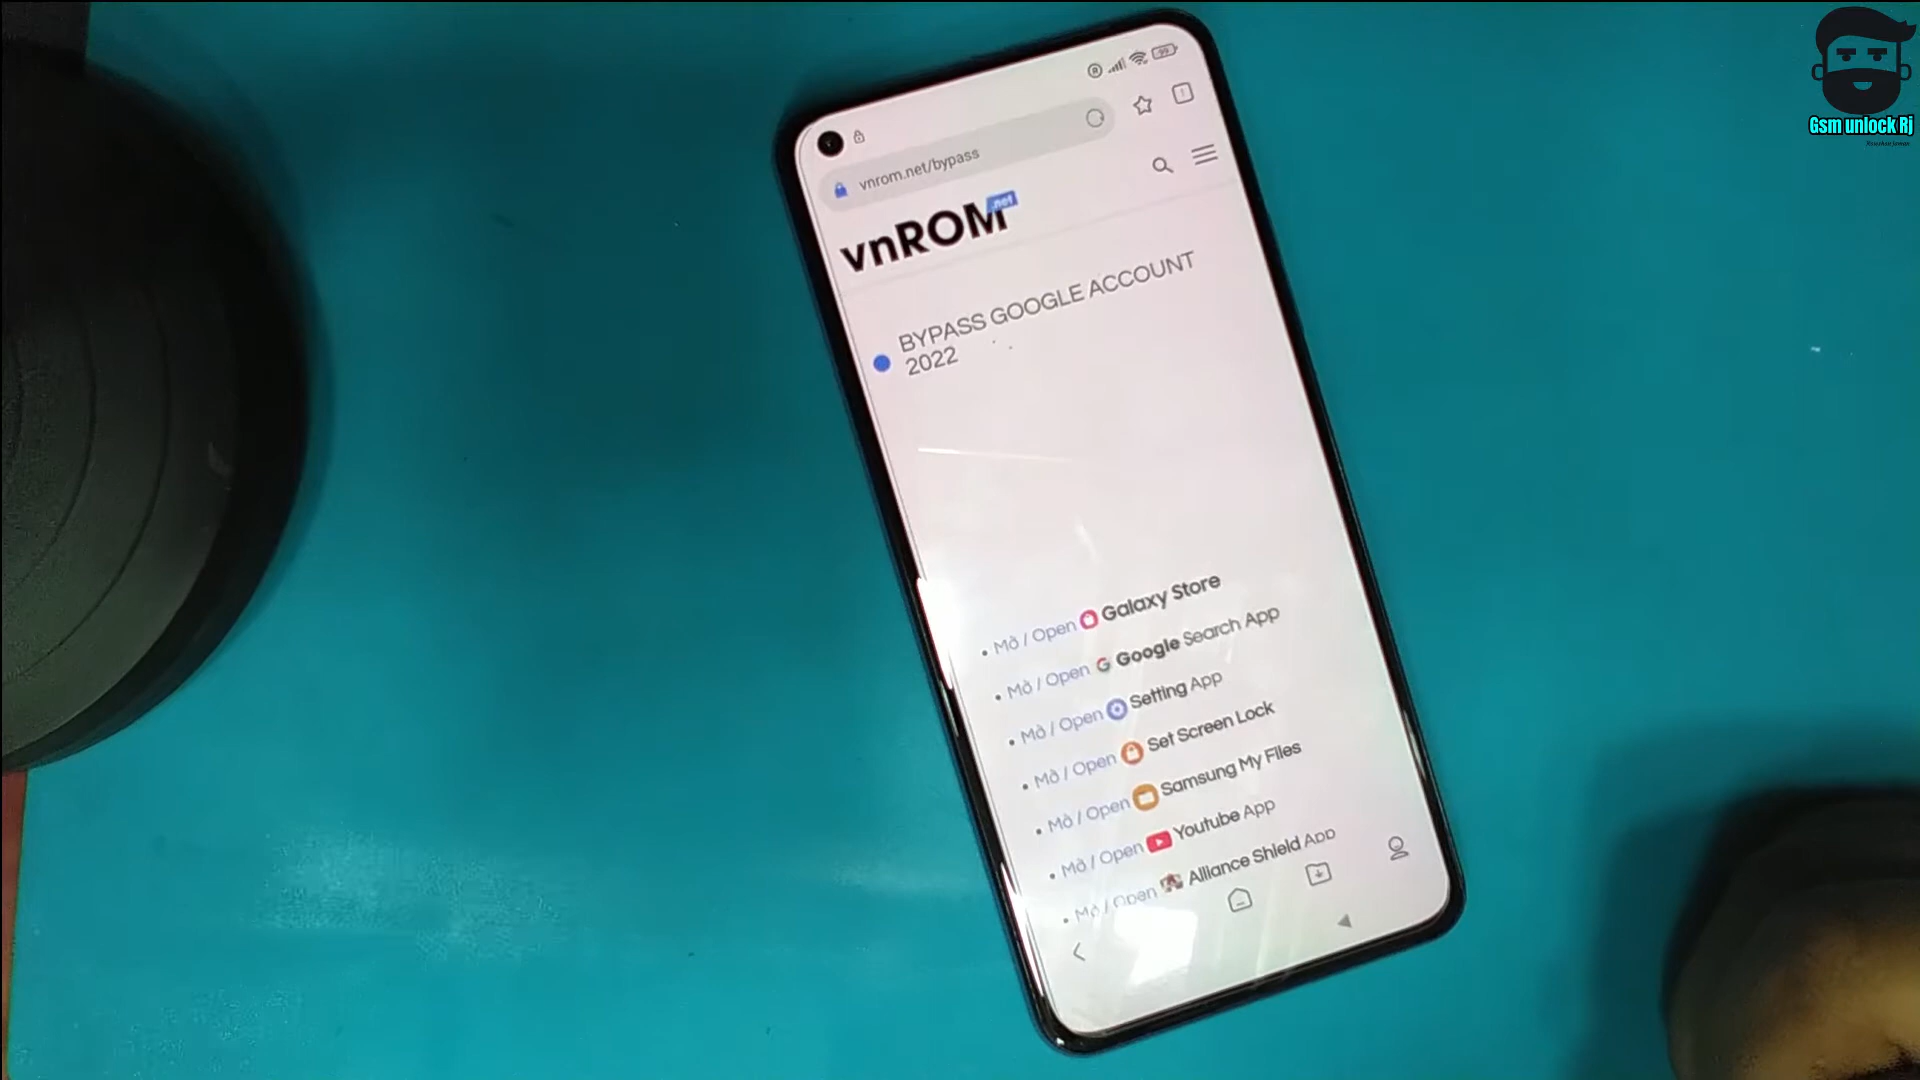 Gsm unlock Rj
99
vnrom.net/bypass
vnROM
.net
BYPASS GOOGLE ACCOUNT
2022
• Mở / Open Galaxy Store
• Mở / Open Google Search App
• Mở / Open Setting App
• Mở / Open Set Screen Lock
• Mở / Open Samsung My Files
• Mở / Open Youtube App
• Mở / Open Alliance Shield App